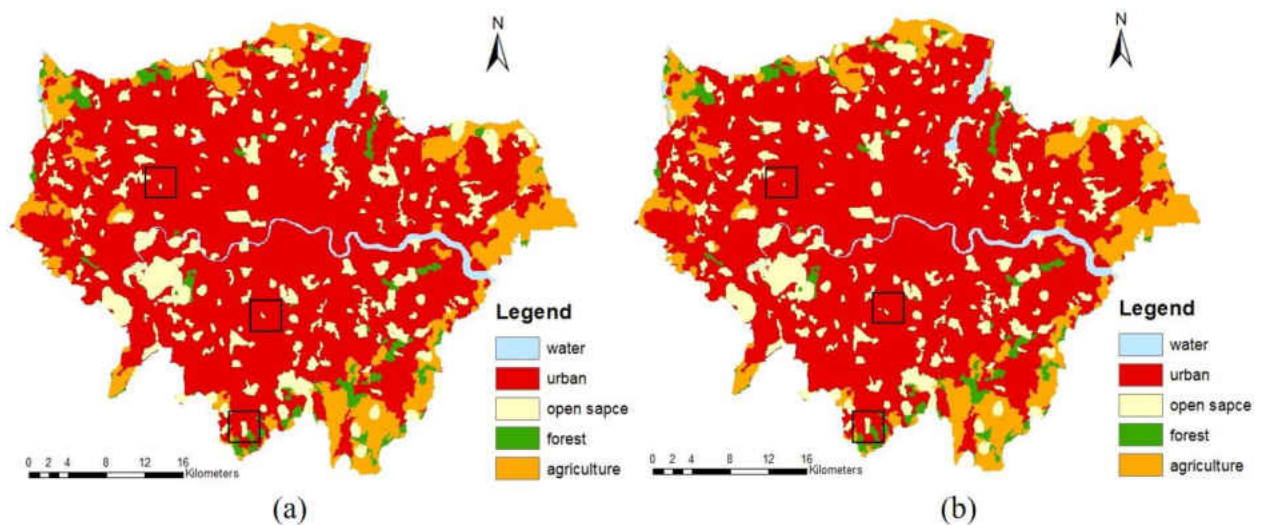 N
Legend
water
urban
open sapce
forest
agriculture
0 2 4 8 12 16
Kilometers
(a)
N
Legend
water
urban
open sapce
forest
agriculture
0 2 4 8 12 16
Kilometers
(b)